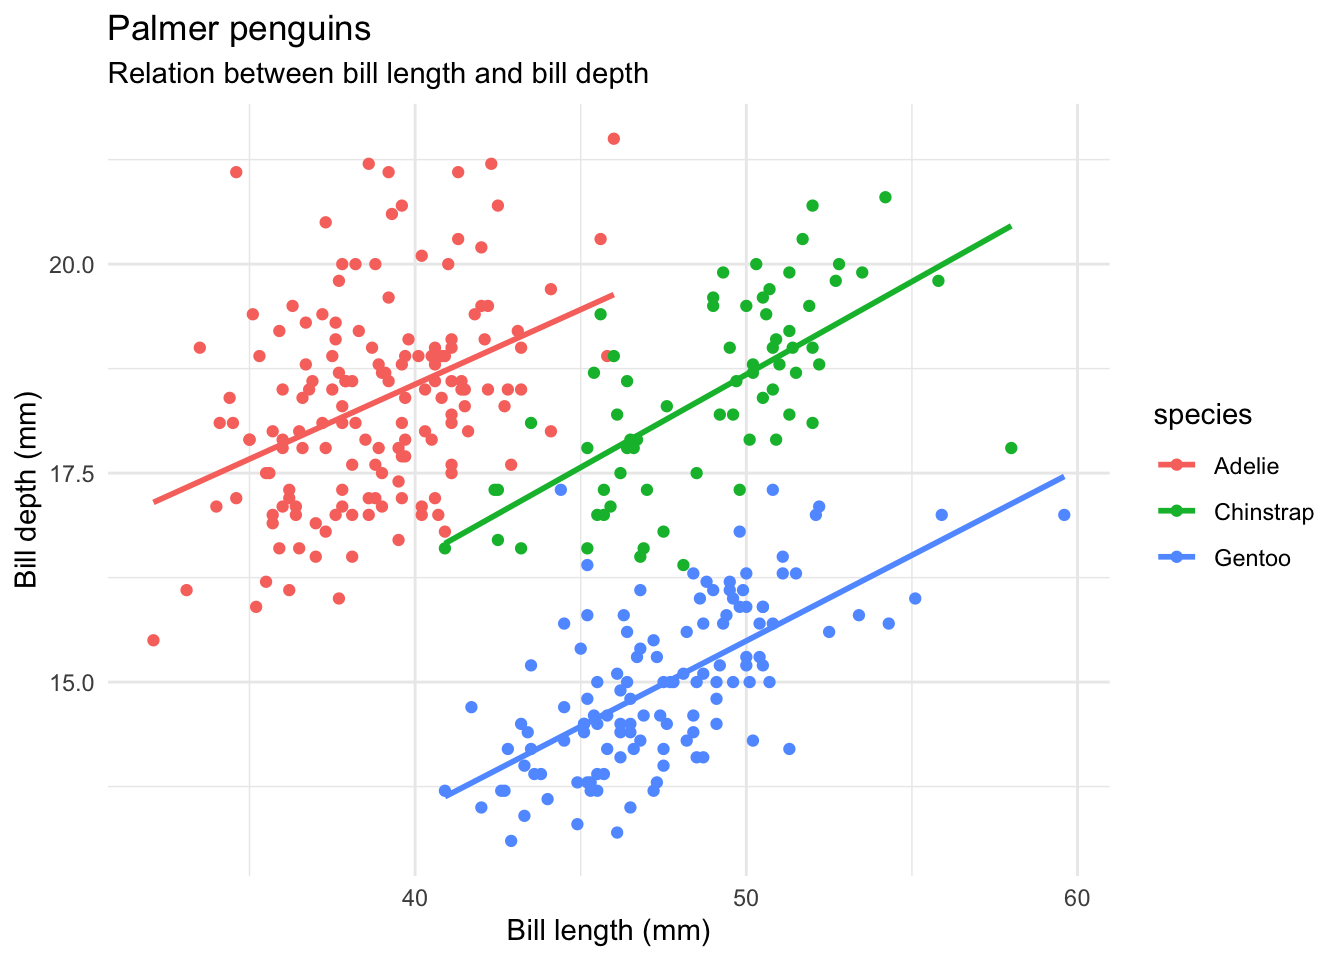 Palmer penguins
Relation between bill length and bill depth
20.0
17.5
15.0
Bill depth (mm)
40
50
60
Bill length (mm)
species
Adelie
Chinstrap
Gentoo